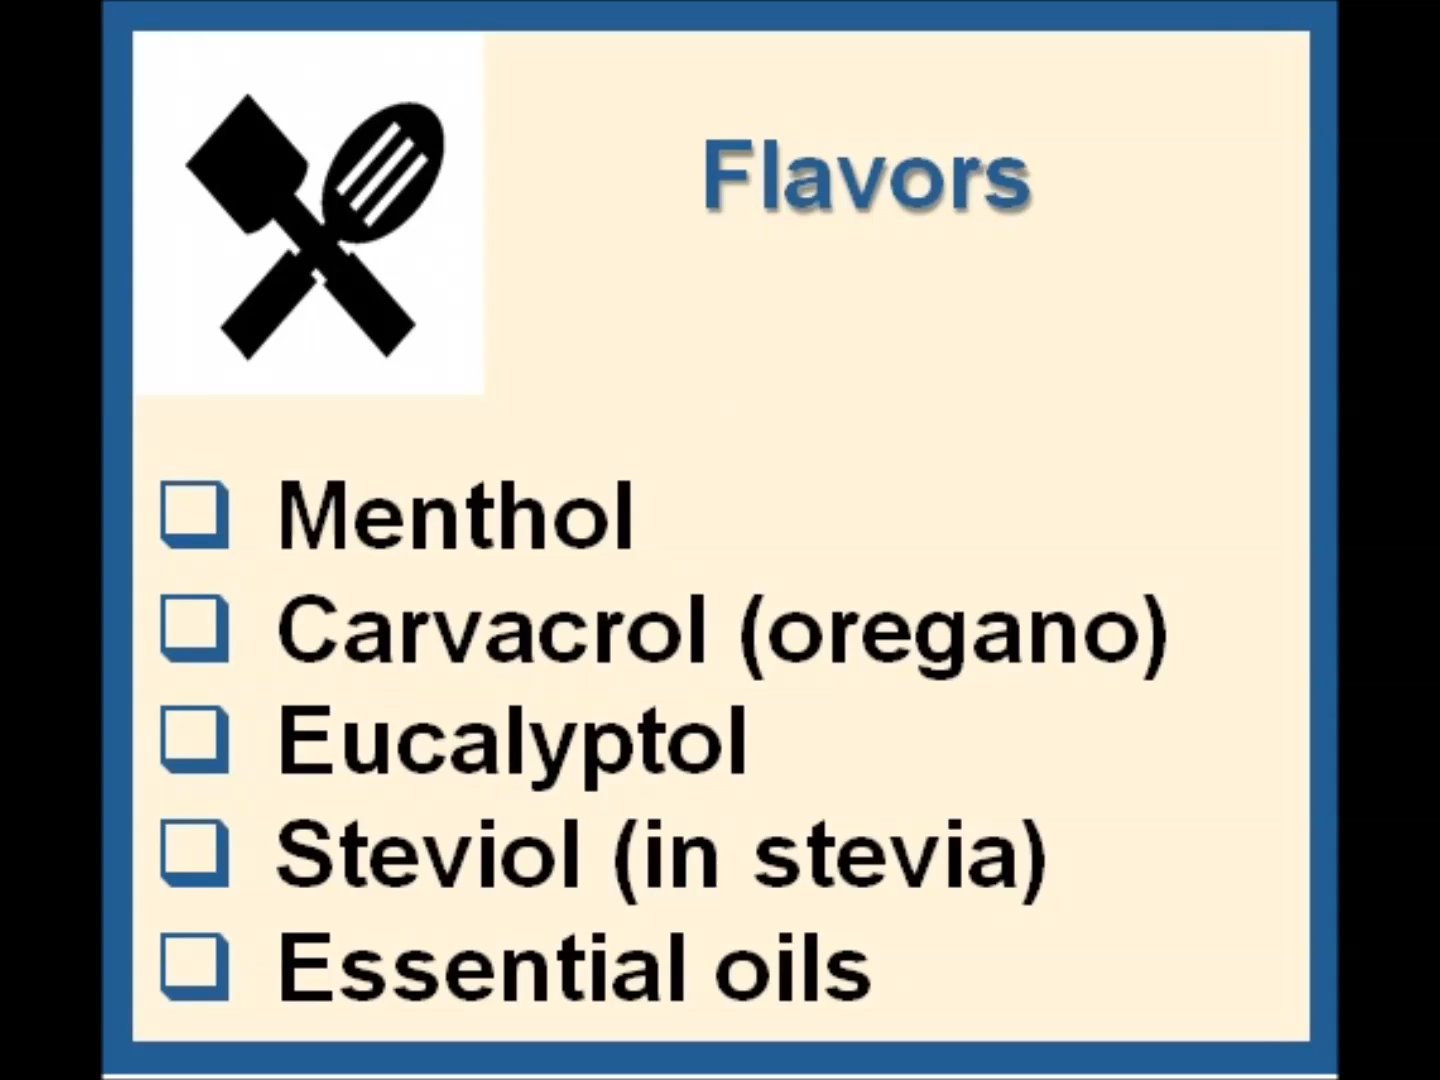 Flavors
Menthol
Carvacrol (oregano)
Eucalyptol
Steviol (in stevia)
Essential oils